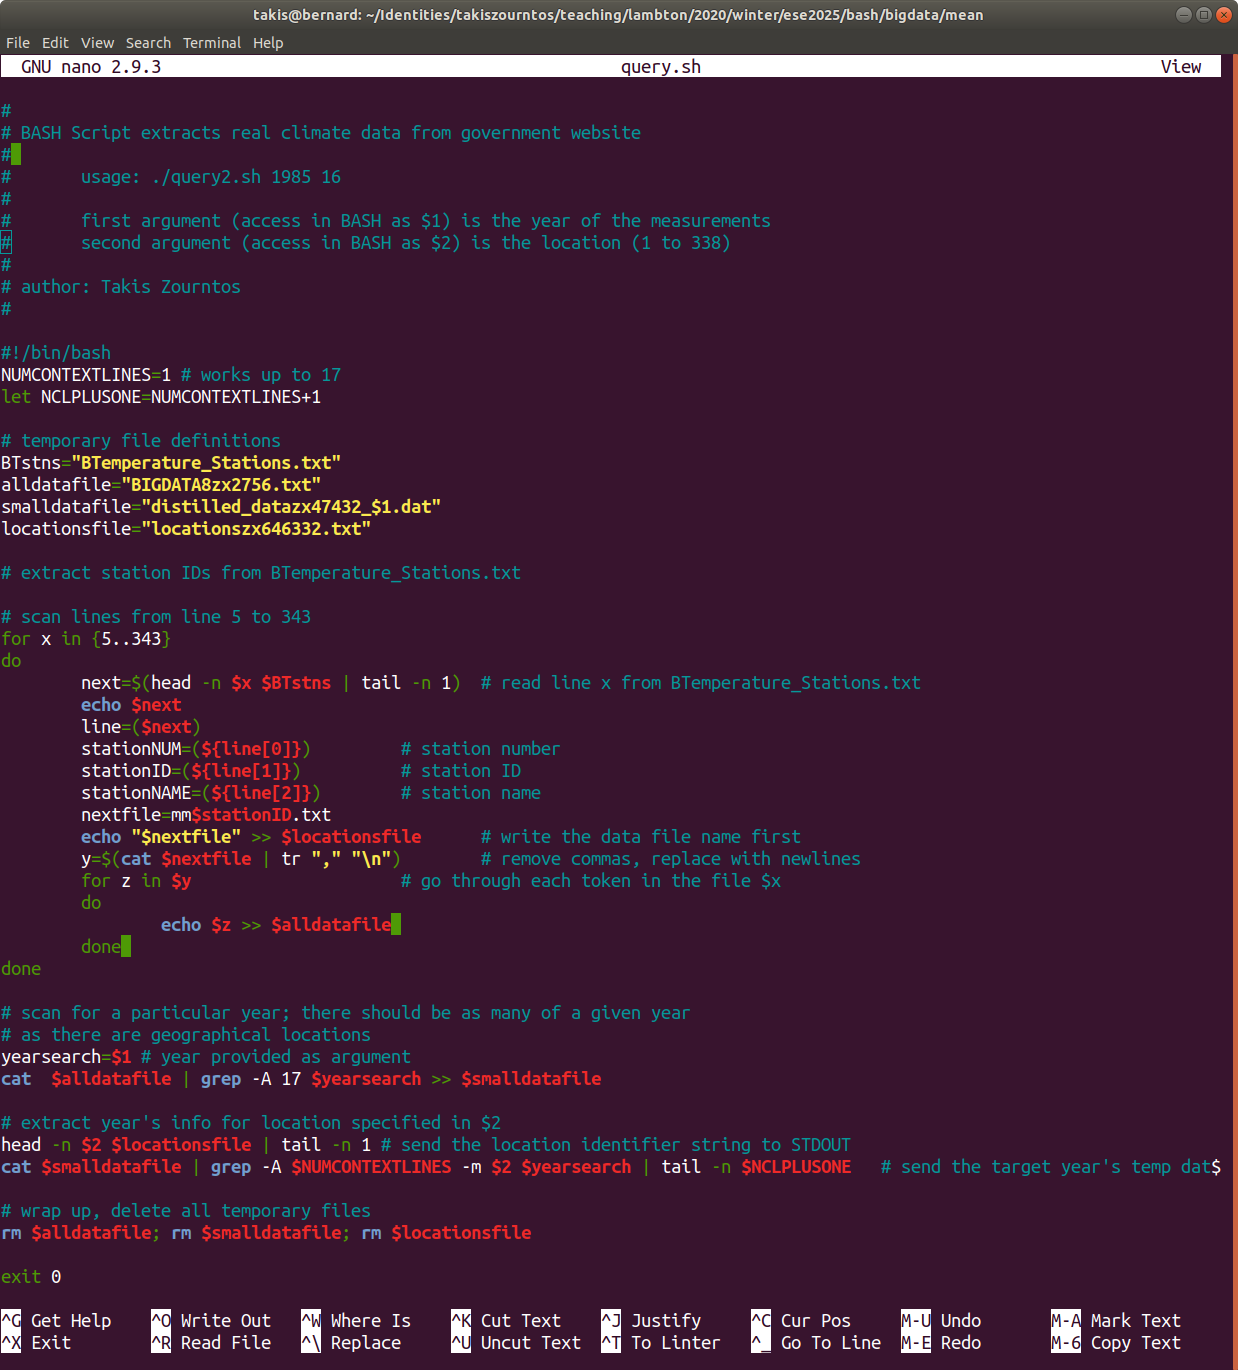 takis@bernard: ~/Identities/takiszourntos/teaching/lambton/2020/winter/ese2025/bash/bigdata/mean
File Edit View Search Terminal Help
GNU nano 2.9.3 query.sh View
#
# BASH Script extracts real climate data from government website
#
# usage: ./query2.sh 1985 16
#
# first argument (access in BASH as $1) is the year of the measurements
# second argument (access in BASH as $2) is the location (1 to 338)
#
# author: Takis Zourntos
#
#!/bin/bash
NUMCONTEXTLINES=1 # works up to 17
let NCLPLUSONE=NUMCONTEXTLINES+1
# temporary file definitions
BTstns="BTemperature_Stations.txt"
alldatafile="BIGDATA8zx2756.txt"
smalldatafile="distilled_datazx47432_$1.dat"
locationsfile="locationszx646332.txt"
# extract station IDs from BTemperature_Stations.txt
# scan lines from line 5 to 343
for x in {5..343}
do
next=$(head -n $x $BTstns | tail -n 1) # read line x from BTemperature_Stations.txt
echo $next
line=($next)
stationNUM=(${line[0]}) # station number
stationID=(${line[1]}) # station ID
stationNAME=(${line[2]}) # station name
nextfile=mm$stationID.txt
echo "$nextfile" >> $locationsfile # write the data file name first
y=$(cat $nextfile | tr "," "\n") # remove commas, replace with newlines
for z in $y # go through each token in the file $x
do
echo $z >> $alldatafile
done
done
# scan for a particular year; there should be as many of a given year
# as there are geographical locations
yearsearch=$1 # year provided as argument
cat  $alldatafile | grep -A 17 $yearsearch >> $smalldatafile
# extract year's info for location specified in $2
head -n $2 $locationsfile | tail -n 1 # send the location identifier string to STDOUT
cat $smalldatafile | grep -A $NUMCONTEXTLINES -m $2 $yearsearch | tail -n $NCLPLUSONE # send the target year's temp dat$
# wrap up, delete all temporary files
rm $alldatafile; rm $smalldatafile; rm $locationsfile
exit 0
^G Get Help ^O Write Out ^W Where Is ^K Cut Text ^J Justify ^C Cur Pos M-U Undo M-A Mark Text
^X Exit ^R Read File ^\ Replace ^U Uncut Text ^T To Linter ^_ Go To Line M-E Redo M-6 Copy Text